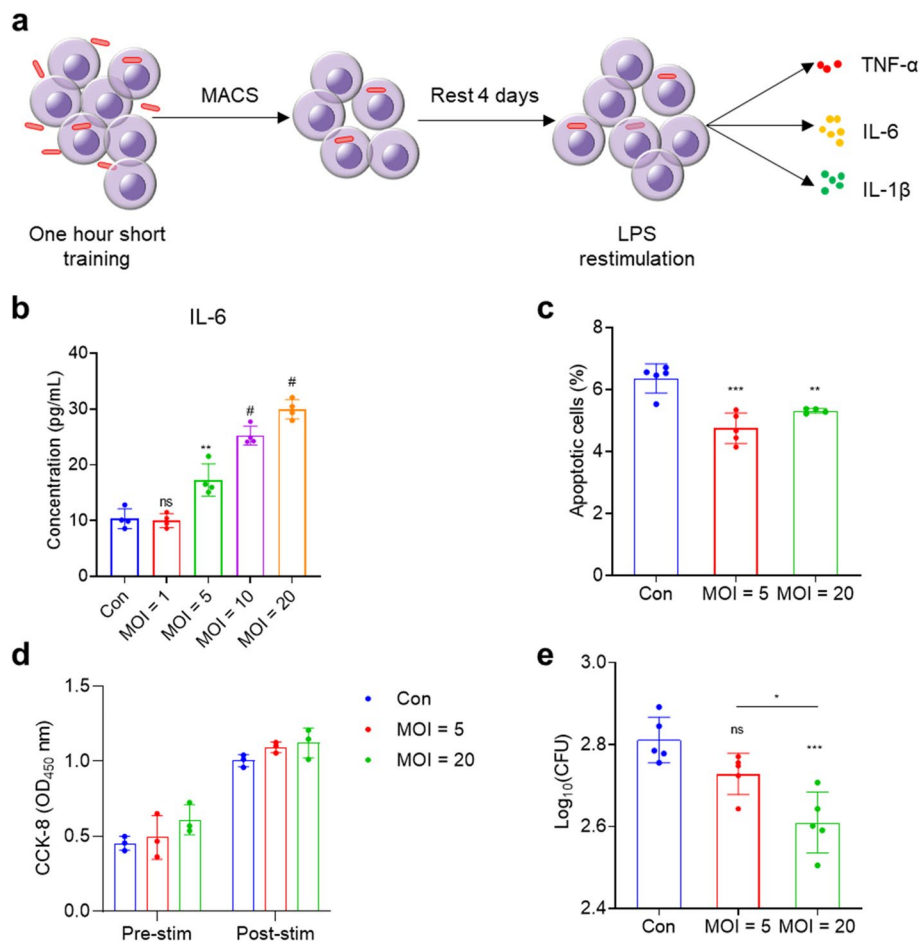 a
MACS
Rest 4 days
TNF-α
IL-6
IL-1β
One hour short
training
LPS
restimulation
b
IL-6
Concentration (pg/mL)
40
30
20
10
0
ns
**
#
#
Con
MOI = 1
MOI = 5
MOI = 10
MOI = 20
c
Apoptotic cells (%)
8
6
4
2
0
***
**
Con
MOI = 5
MOI = 20
d
CCK-8 (OD450 nm)
1.5
1.0
0.5
0.0
Pre-stim
Post-stim
Con
MOI = 5
MOI = 20
e
Log10(CFU)
3.0
2.8
2.6
2.4
ns
*
***
Con
MOI = 5
MOI = 20